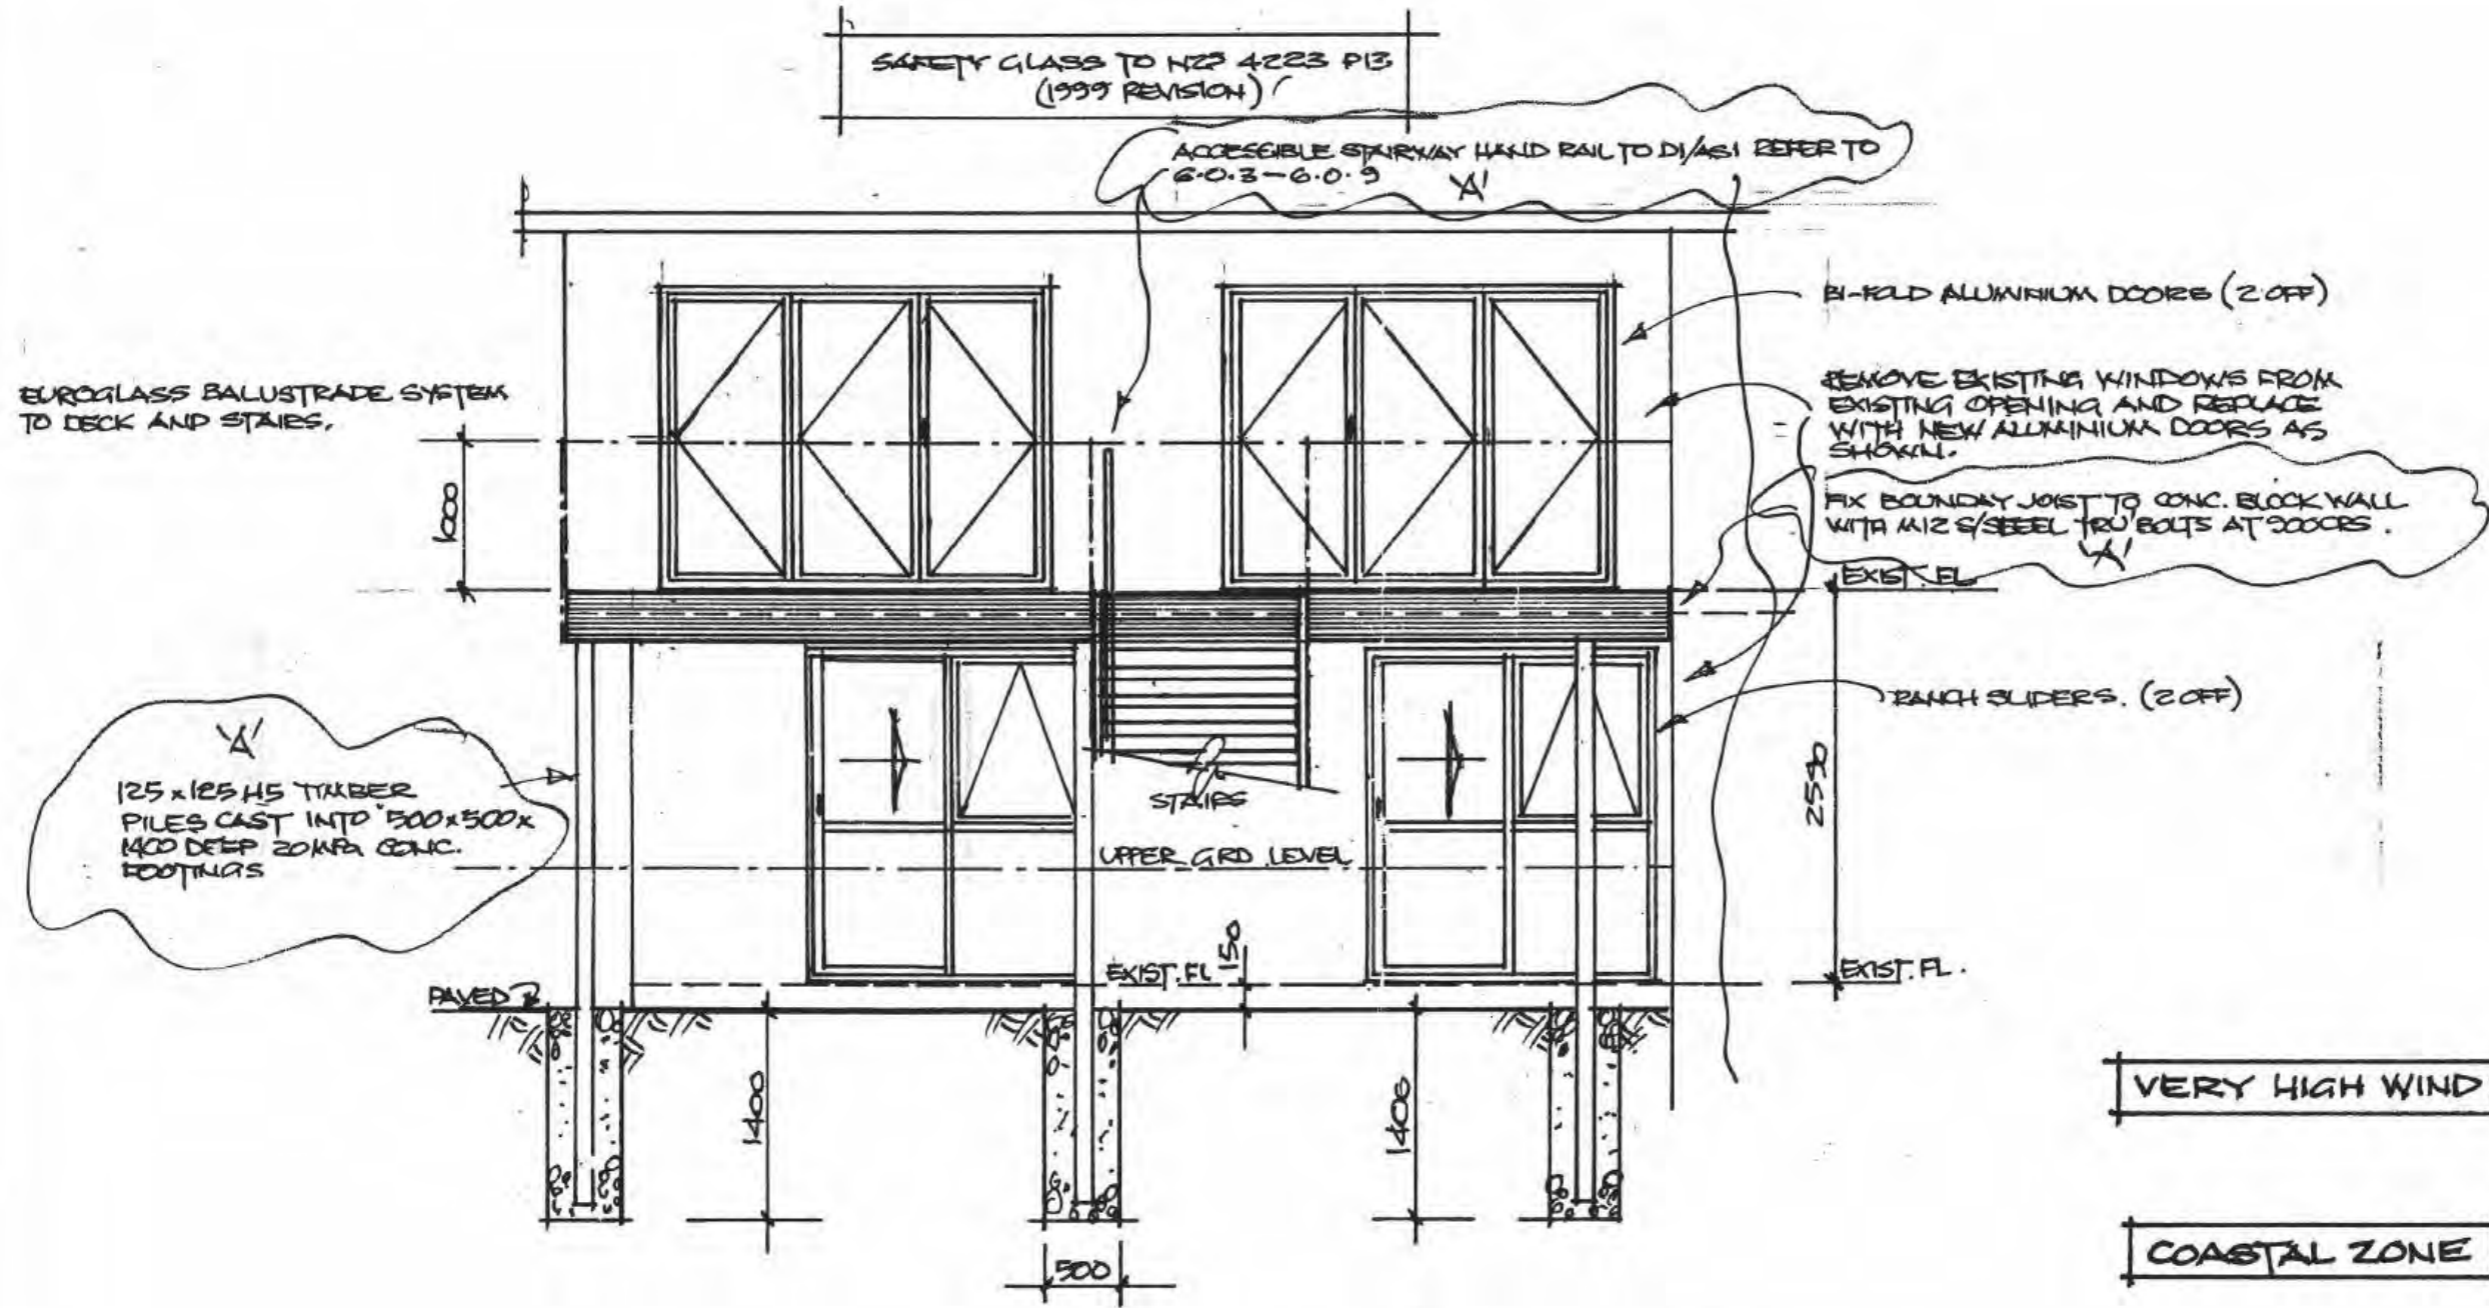 SAFETY GLASS TO NZS 4223 P13
(1999 REVISION)
ACCESSIBLE STAIRWAY HAND RAIL TO D1/AS1 REFER TO
6.0.3-6.0.9
'A'
BI-FOLD ALUMINIUM DOORS (2 OFF)
EUROGLASS BALUSTRADE SYSTEM
TO DECK AND STAIRS.
REMOVE EXISTING WINDOWS FROM
EXISTING OPENING AND REPLACE
WITH NEW ALUMINIUM DOORS AS
SHOWN.
1000
FIX BOUNDAY JOIST TO CONC. BLOCK WALL
WITH M12 S/STEEL TRU BOLTS AT 900CRS.
'A'
EXIST. FL
RANCH SLIDERS. (2 OFF)
'A'
125 x 125 H5 TIMBER
PILES CAST INTO 500x500x
1400 DEEP 20MPa CONC.
FOOTINGS
STAIRS
2590
UPPER GRD LEVEL
EXIST. FL
150
EXIST. FL.
PAVED
1400
1400
500
VERY HIGH WIND
COASTAL ZONE